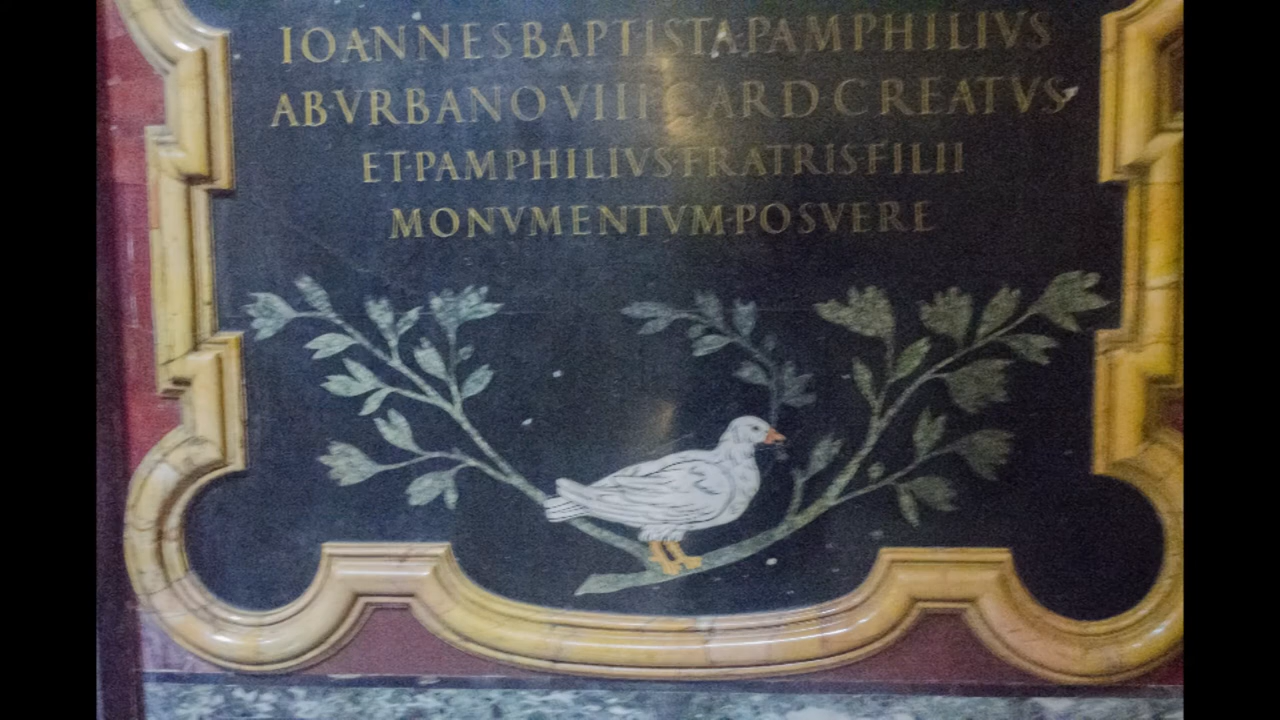 IOANNES BAPTISTA PAMPHILIVS
AB VRBANO VIII CARD CREATVS
ET·PAMPHILIVS·FRATRIS·FILII
MONVMENTVM·POSVERE